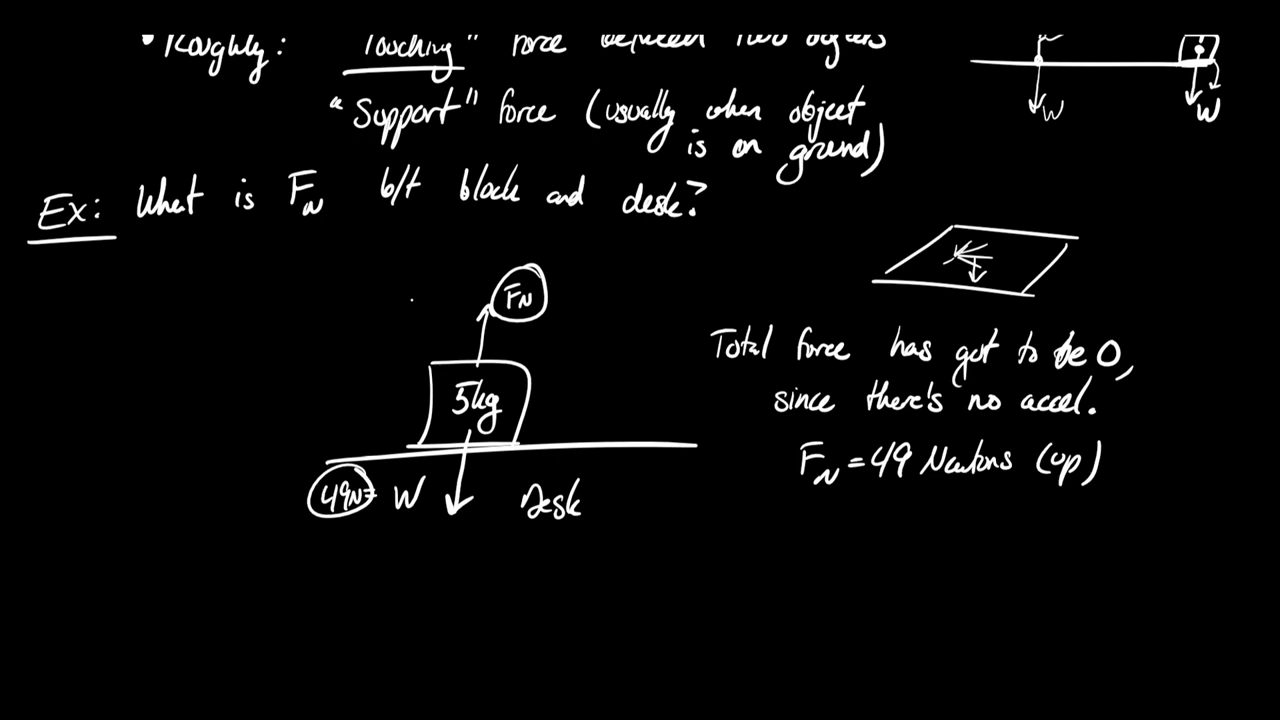 • Roughly: "Touching" force between two objects
"Support" force (usually when object
is on ground)
W
W
Ex: What is F_N b/t block and desk?
F_N
5kg
49N= W
Desk
Total force has got to be 0,
since there's no accel.
F_N = 49 Newtons (up)